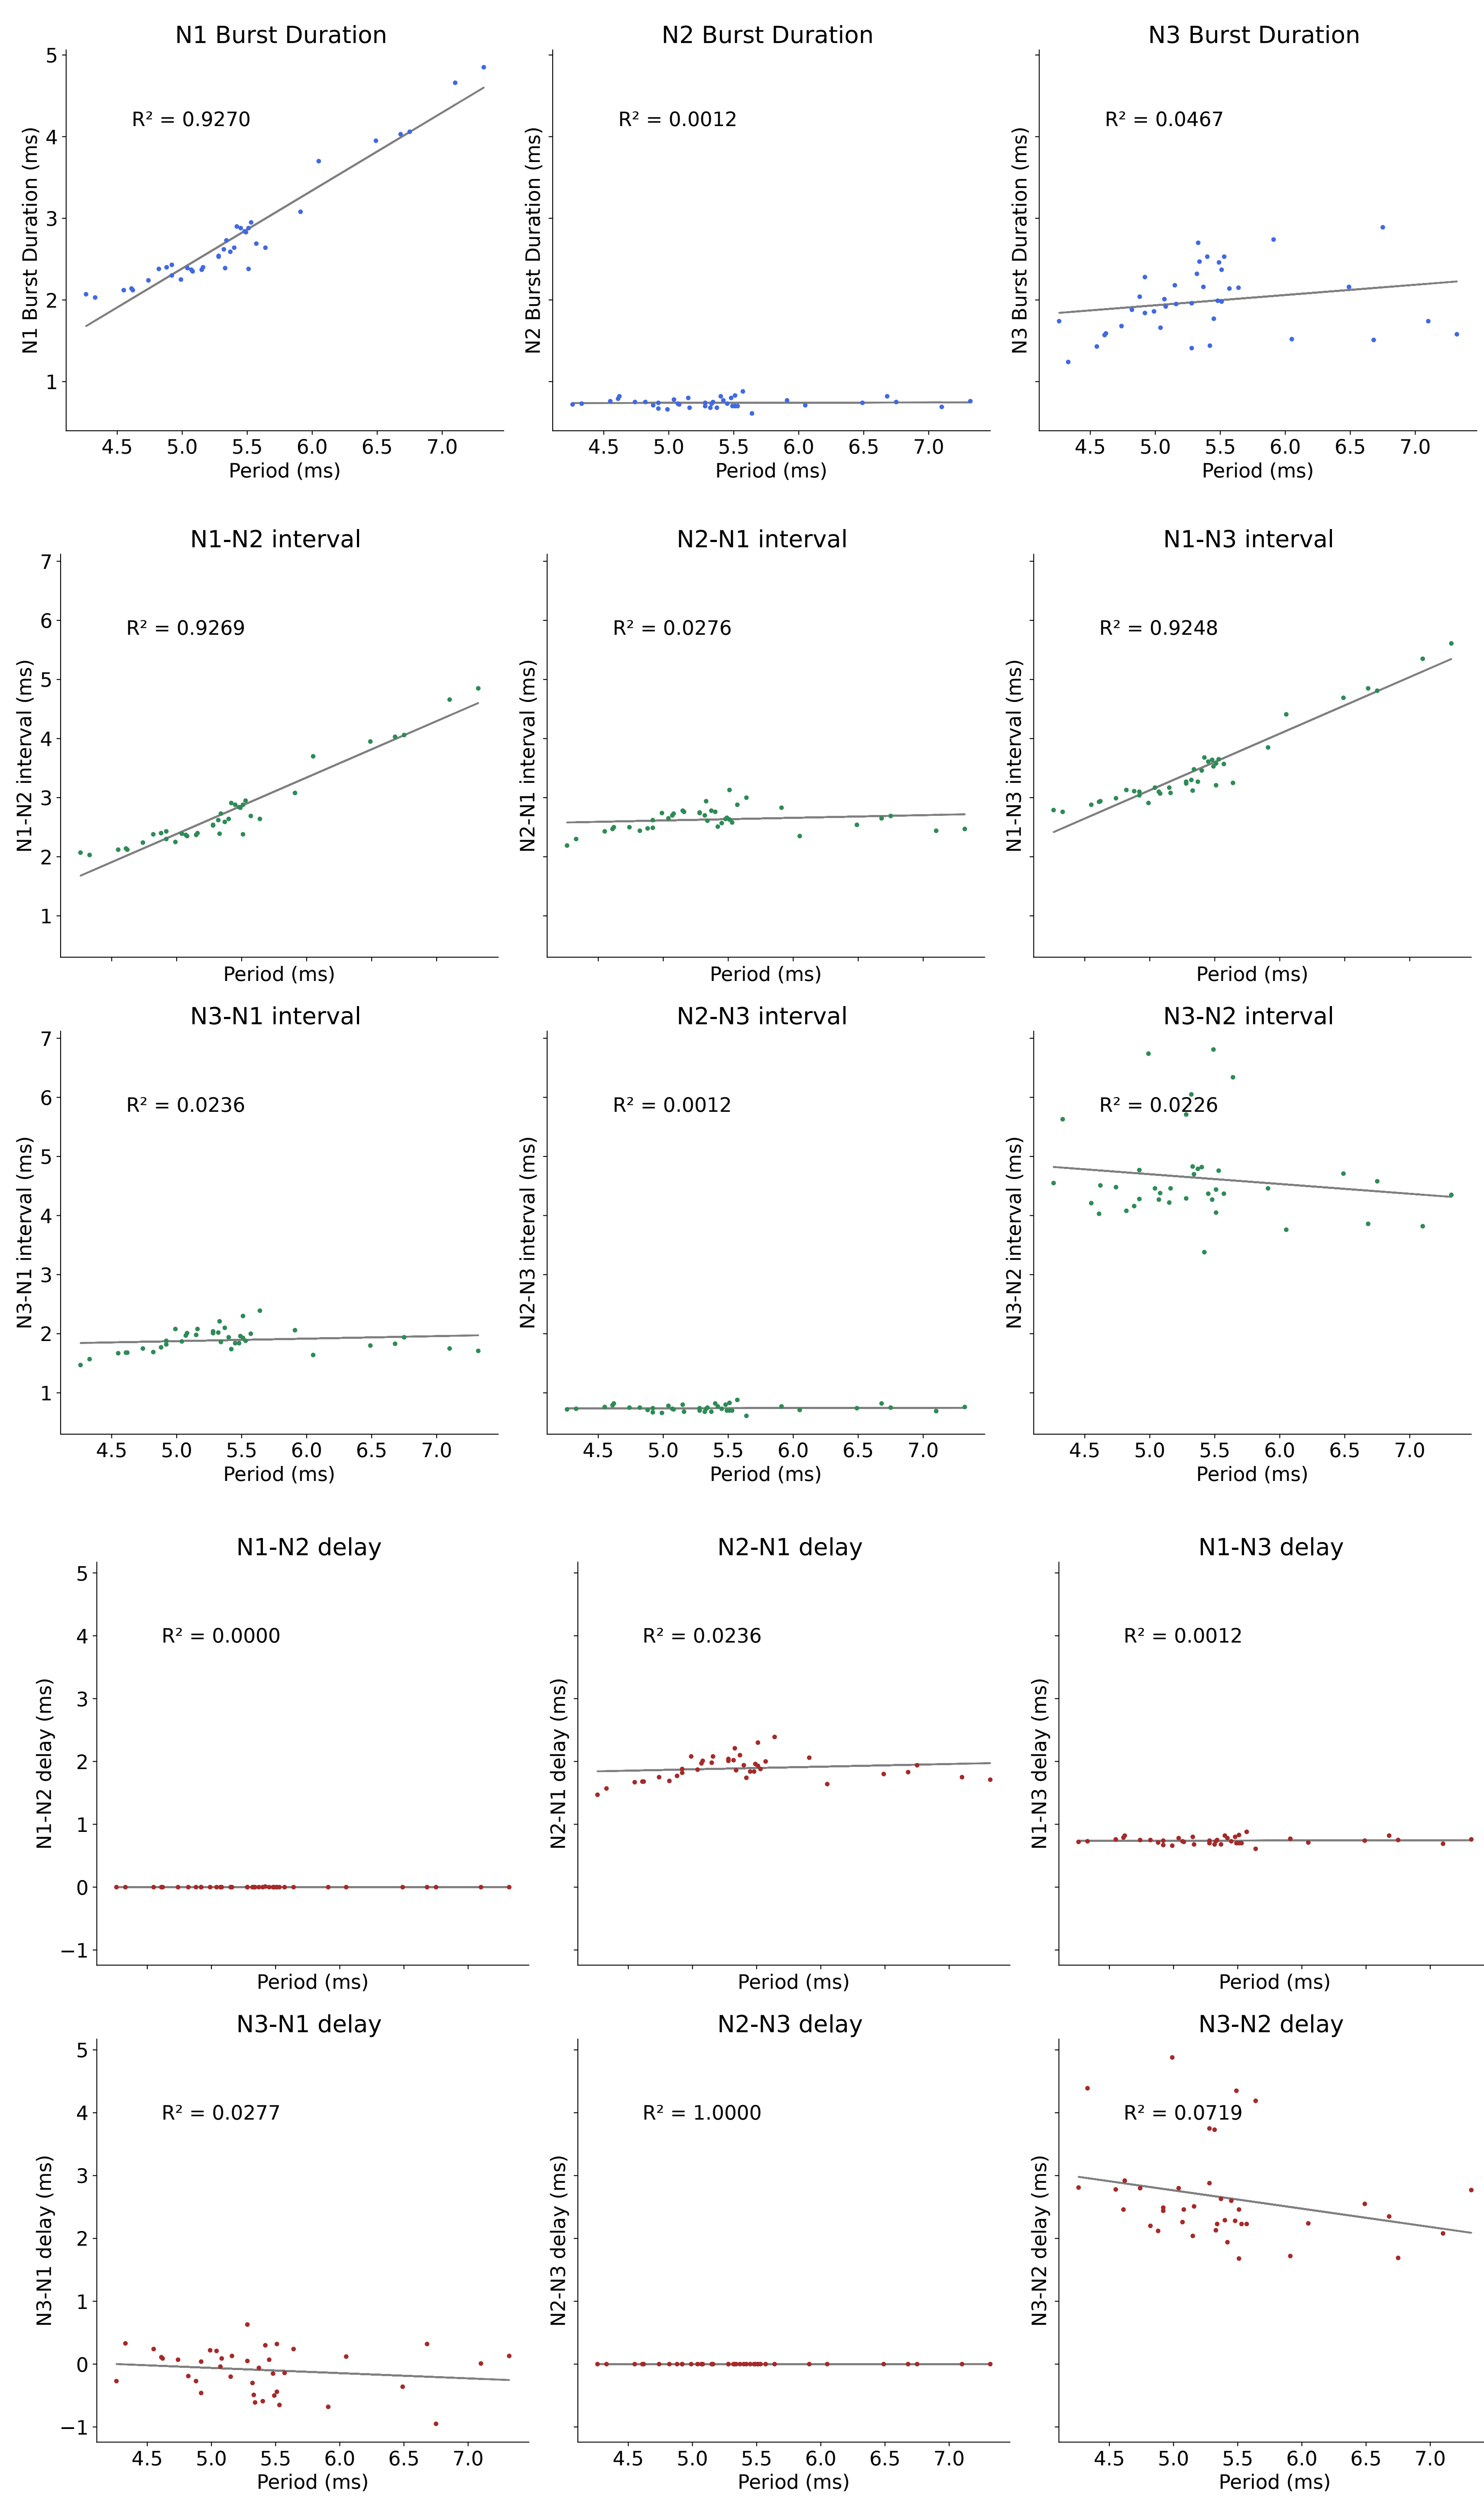 N1 Burst Duration
N2 Burst Duration
N3 Burst Duration
R² = 0.9270
R² = 0.0012
R² = 0.0467
N1 Burst Duration (ms)
N2 Burst Duration (ms)
N3 Burst Duration (ms)
5
4
3
2
1
4.5 5.0 5.5 6.0 6.5 7.0
4.5 5.0 5.5 6.0 6.5 7.0
4.5 5.0 5.5 6.0 6.5 7.0
Period (ms)
Period (ms)
Period (ms)
N1-N2 interval
N2-N1 interval
N1-N3 interval
R² = 0.9269
R² = 0.0276
R² = 0.9248
N1-N2 interval (ms)
N2-N1 interval (ms)
N1-N3 interval (ms)
7
6
5
4
3
2
1
Period (ms)
Period (ms)
Period (ms)
N3-N1 interval
N2-N3 interval
N3-N2 interval
R² = 0.0236
R² = 0.0012
R² = 0.0226
N3-N1 interval (ms)
N2-N3 interval (ms)
N3-N2 interval (ms)
7
6
5
4
3
2
1
4.5 5.0 5.5 6.0 6.5 7.0
4.5 5.0 5.5 6.0 6.5 7.0
4.5 5.0 5.5 6.0 6.5 7.0
Period (ms)
Period (ms)
Period (ms)
N1-N2 delay
N2-N1 delay
N1-N3 delay
R² = 0.0000
R² = 0.0236
R² = 0.0012
N1-N2 delay (ms)
N2-N1 delay (ms)
N1-N3 delay (ms)
5
4
3
2
1
0
−1
Period (ms)
Period (ms)
Period (ms)
N3-N1 delay
N2-N3 delay
N3-N2 delay
R² = 0.0277
R² = 1.0000
R² = 0.0719
N3-N1 delay (ms)
N2-N3 delay (ms)
N3-N2 delay (ms)
5
4
3
2
1
0
−1
4.5 5.0 5.5 6.0 6.5 7.0
4.5 5.0 5.5 6.0 6.5 7.0
4.5 5.0 5.5 6.0 6.5 7.0
Period (ms)
Period (ms)
Period (ms)